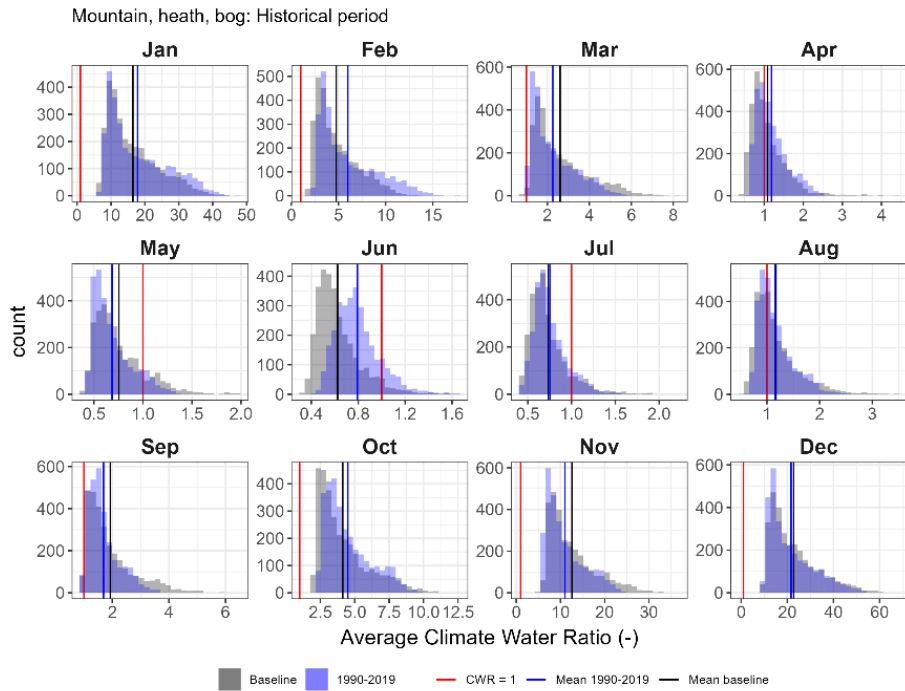 Mountain, heath, bog: Historical period
Jan Feb Mar Apr
400 300 200 100 0
0 10 20 30 40 50
500 400 300 200 100 0
0 5 10 15
600 400 200 0
2 4 6 8
600 400 200 0
1 2 3 4
May Jun Jul Aug
count
400 200 0
0.5 1.0 1.5 2.0
400 300 200 100 0
0.4 0.8 1.2 1.6
400 200 0
0.5 1.0 1.5 2.0
400 200 0
1 2 3
Sep Oct Nov Dec
600 400 200 0
2 4 6
400 300 200 100 0
2.5 5.0 7.5 10.0 12.5
600 400 200 0
0 10 20 30
600 400 200 0
0 20 40 60
Average Climate Water Ratio (-)
Baseline 1990-2019 CWR = 1 Mean 1990-2019 Mean baseline